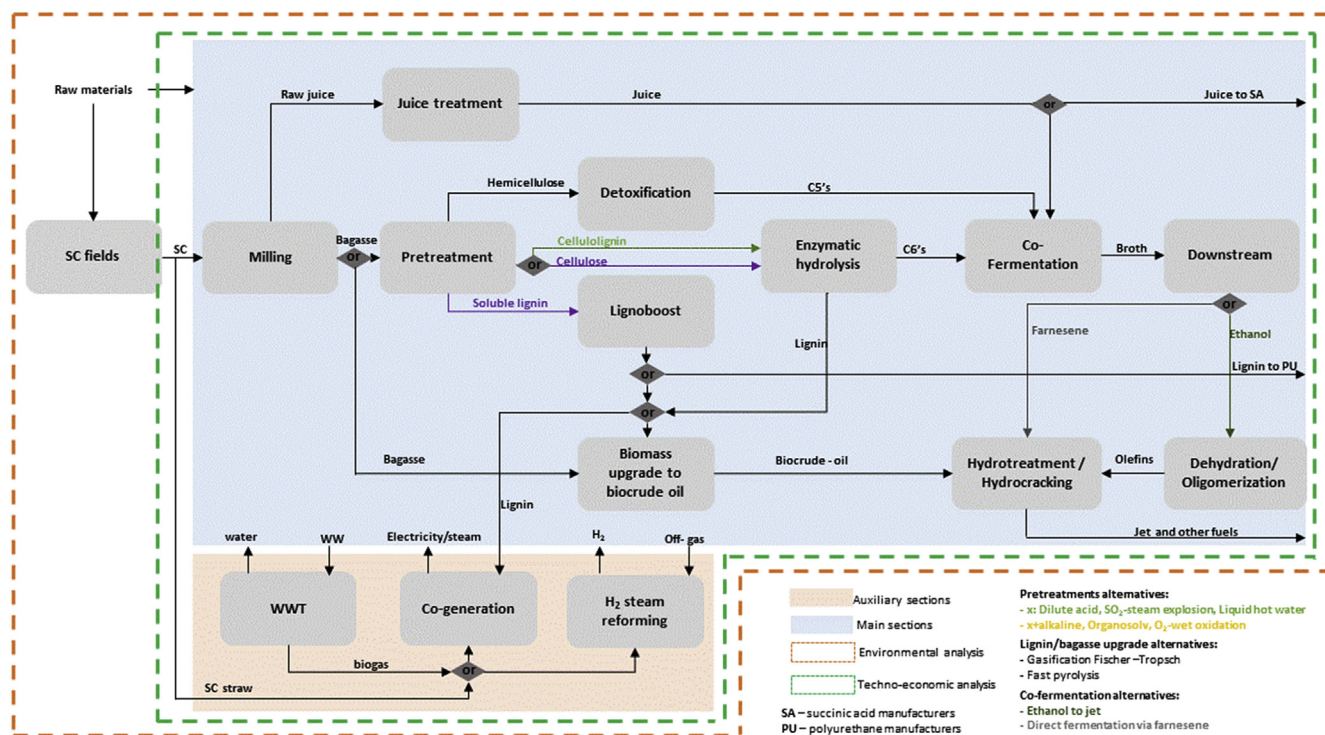 Raw materials
Raw juice
Juice treatment
Juice
or
Juice to SA
Hemicellulose
Detoxification
C5's
SC fields
SC
Milling
Bagasse
or
Pretreatment
or
Cellulolignin
Cellulose
Enzymatic
hydrolysis
C6's
Co-
Fermentation
Broth
Downstream
Soluble lignin
Lignoboost
Lignin
or
Farnesene
Ethanol
or
Lignin to PU
or
Bagasse
Biomass
upgrade to
biocrude oil
Biocrude - oil
Hydrotreatment /
Hydrocracking
Olefins
Dehydration/
Oligomerization
Lignin
Jet and other fuels
water
WW
Electricity/steam
H2
Off- gas
WWT
Co-generation
H2 steam
reforming
biogas
or
SC straw
Auxiliary sections
Main sections
Environmental analysis
Techno-economic analysis
SA – succinic acid manufacturers
PU – polyurethane manufacturers
Pretreatments alternatives:
- x: Dilute acid, SO2-steam explosion, Liquid hot water
- x+alkaline, Organosolv, O2-wet oxidation
Lignin/bagasse upgrade alternatives:
- Gasification Fischer –Tropsch
- Fast pyrolysis
Co-fermentation alternatives:
- Ethanol to jet
- Direct fermentation via farnesene